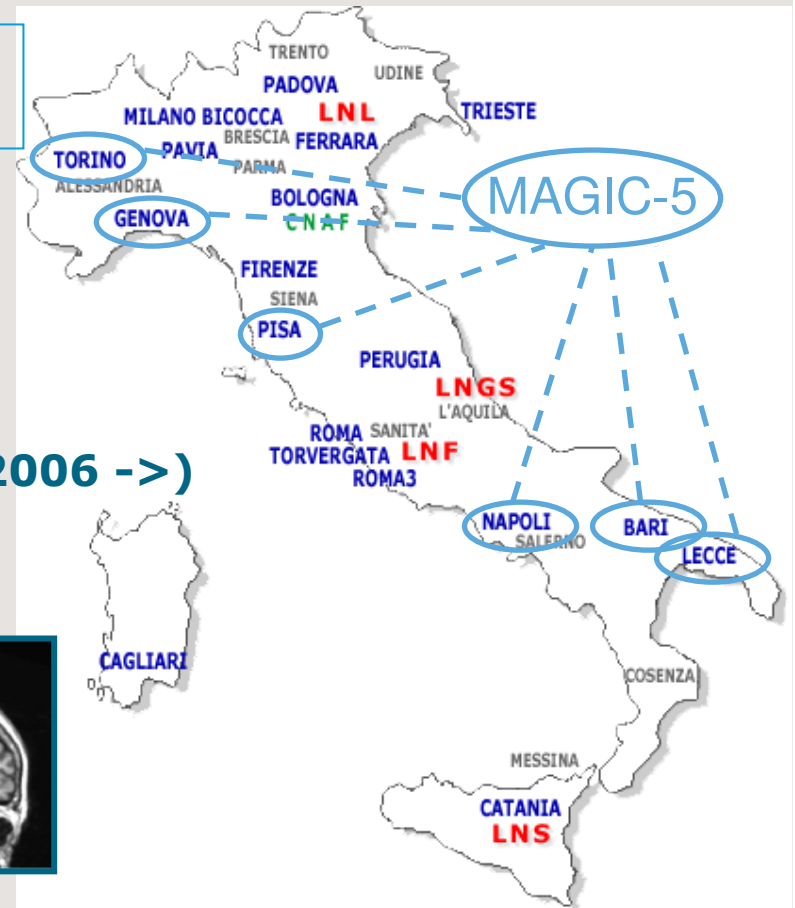 TRENTO
UDINE
PADOVA
MILANO BICOCCA
LNL
TRIESTE
BRESCIA
FERRARA
TORINO
PAVIA
PARMA
ALESSANDRIA
MAGIC-5
BOLOGNA
GENOVA
CNAF
FIRENZE
SIENA
PISA
PERUGIA
LNGS
L'AQUILA
ROMA
SANITA'
TORVERGATA
LNF
2006 ->)
ROMA3
NAPOLI
BARI
SALERNO
LECCE
CAGLIARI
COSENZA
MESSINA
CATANIA
LNS